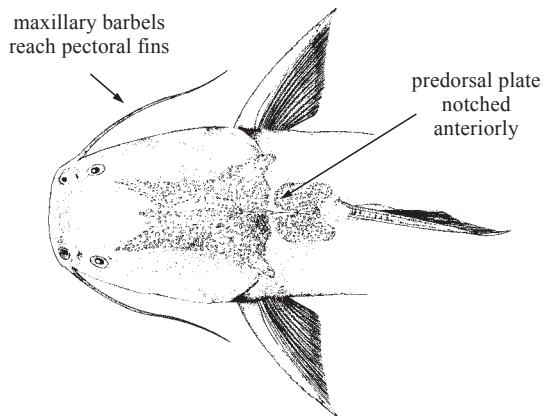 maxillary barbels
reach pectoral fins
predorsal plate
notched
anteriorly